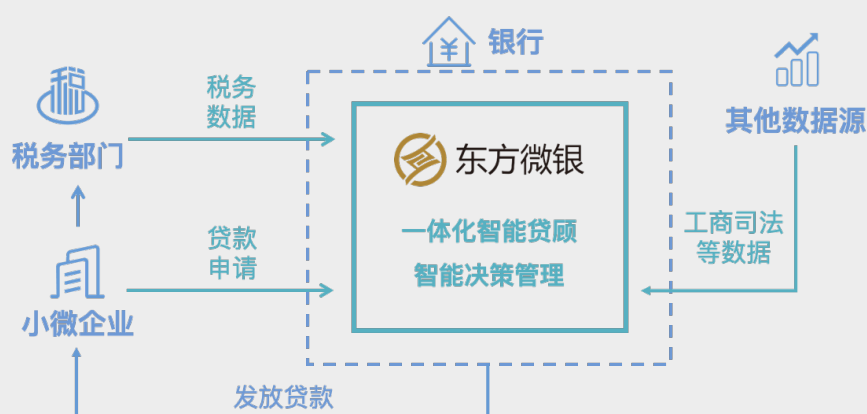 银行
税务
数据
税务部门
其他数据源
东方微银
一体化智能贷顾
智能决策管理
贷款
申请
工商司法
等数据
小微企业
发放贷款